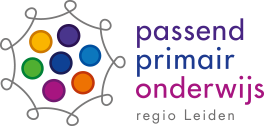 passend
primair
onderwijs
regio Leiden